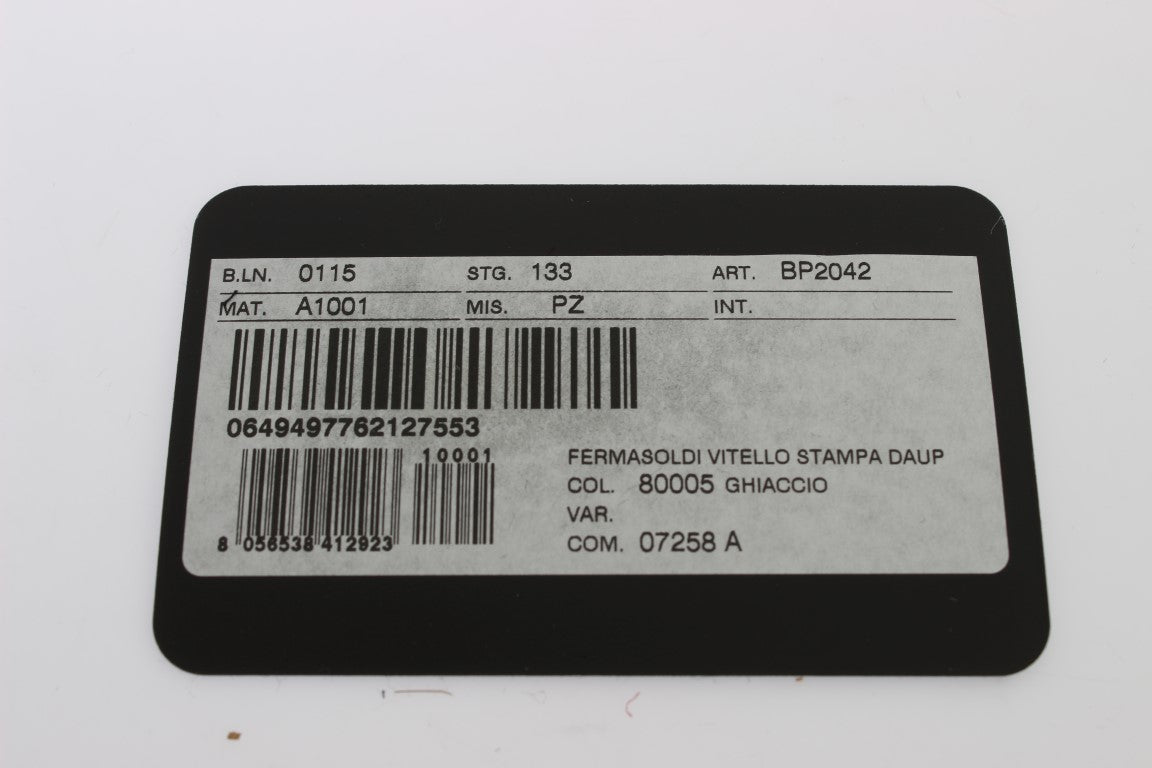 B.LN. 0115 STG. 133 ART. BP2042
MAT. A1001 MIS. PZ INT.
0649497762127553
10001
8 056538 412923
FERMASOLDI VITELLO STAMPA DAUP
COL. 80005 GHIACCIO
VAR.
COM. 07258 A